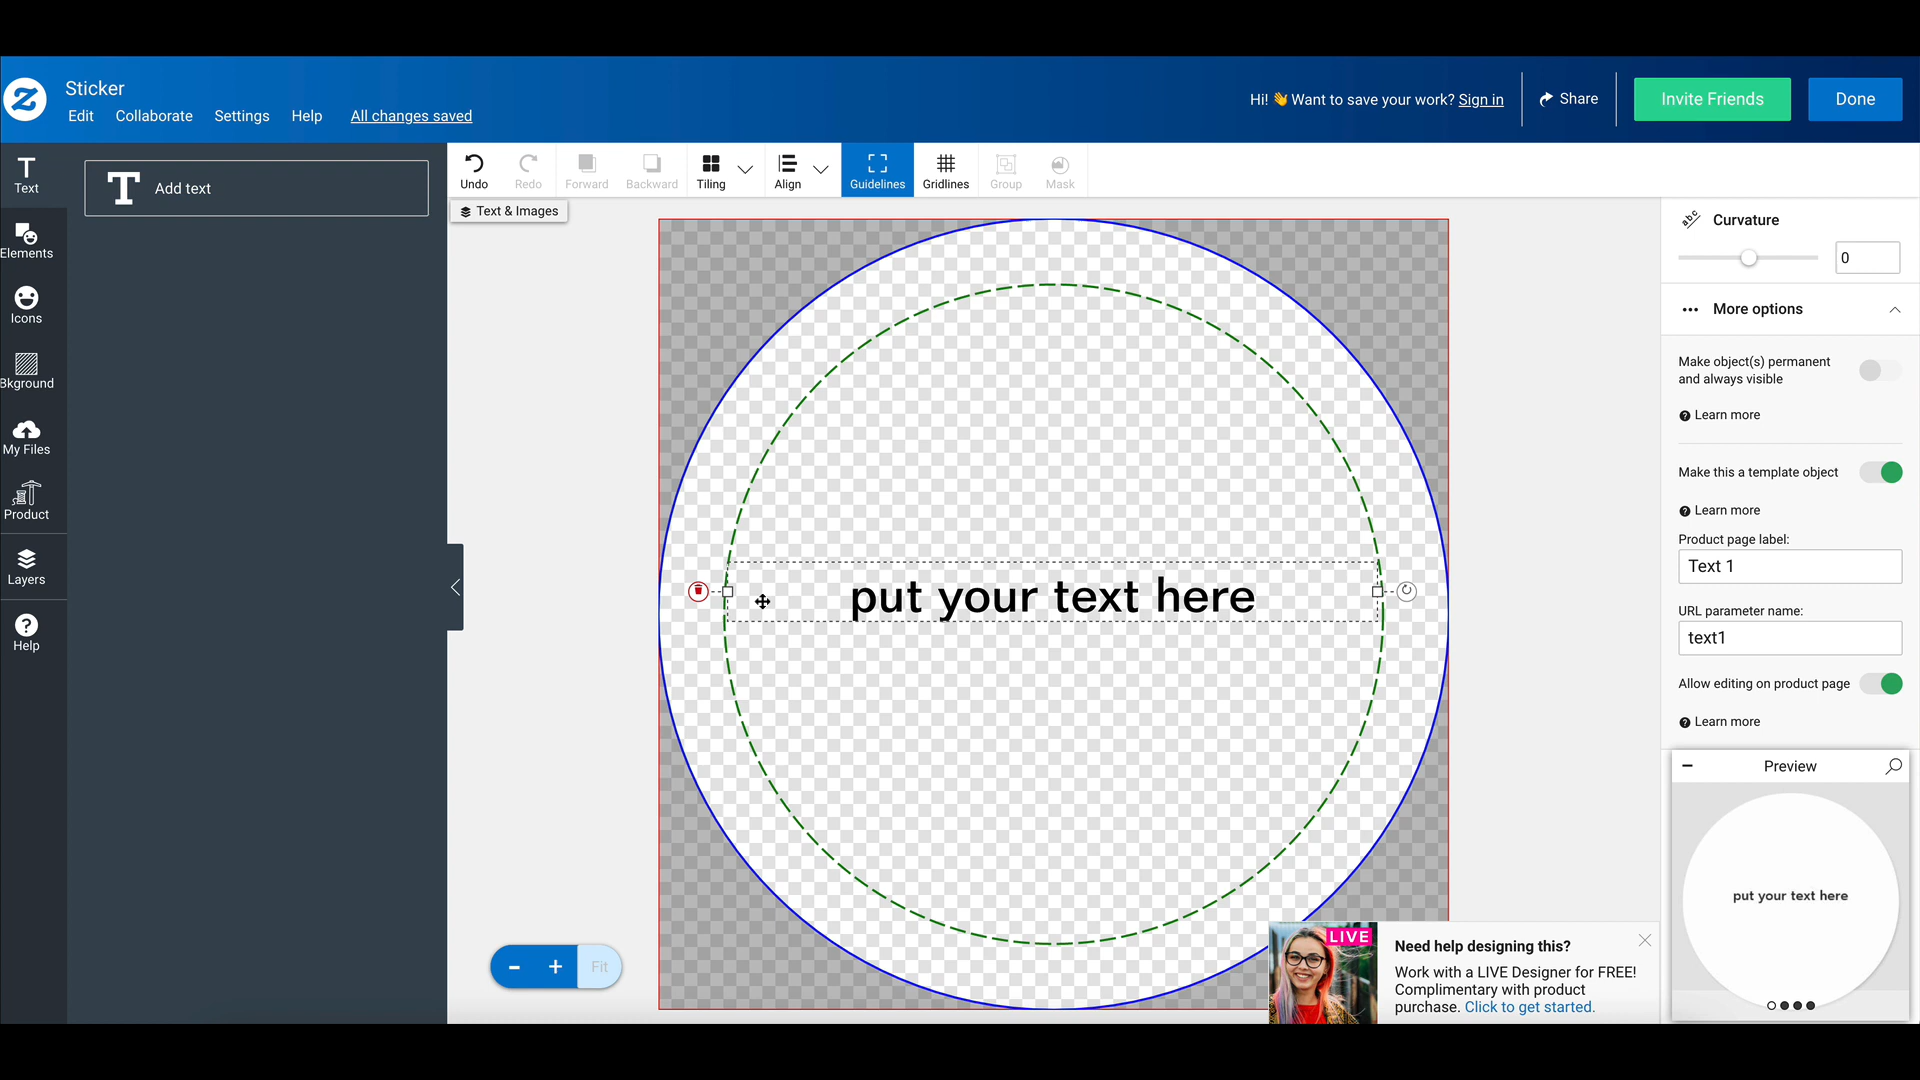 Sticker
Edit Collaborate Settings Help All changes saved
Hi! 👋 Want to save your work? Sign in
Share
Invite Friends
Done
Text
Elements
Icons
Bkground
My Files
Product
Layers
Help
Add text
Undo Redo Forward Backward Tiling Align Guidelines Gridlines Group Mask
Text & Images
put your text here
Fit
abc Curvature
0
More options
Make object(s) permanent
and always visible
Learn more
Make this a template object
Learn more
Product page label:
Text 1
URL parameter name:
text1
Allow editing on product page
Learn more
Preview
put your text here
LIVE
Need help designing this?
Work with a LIVE Designer for FREE!
Complimentary with product
purchase. Click to get started.